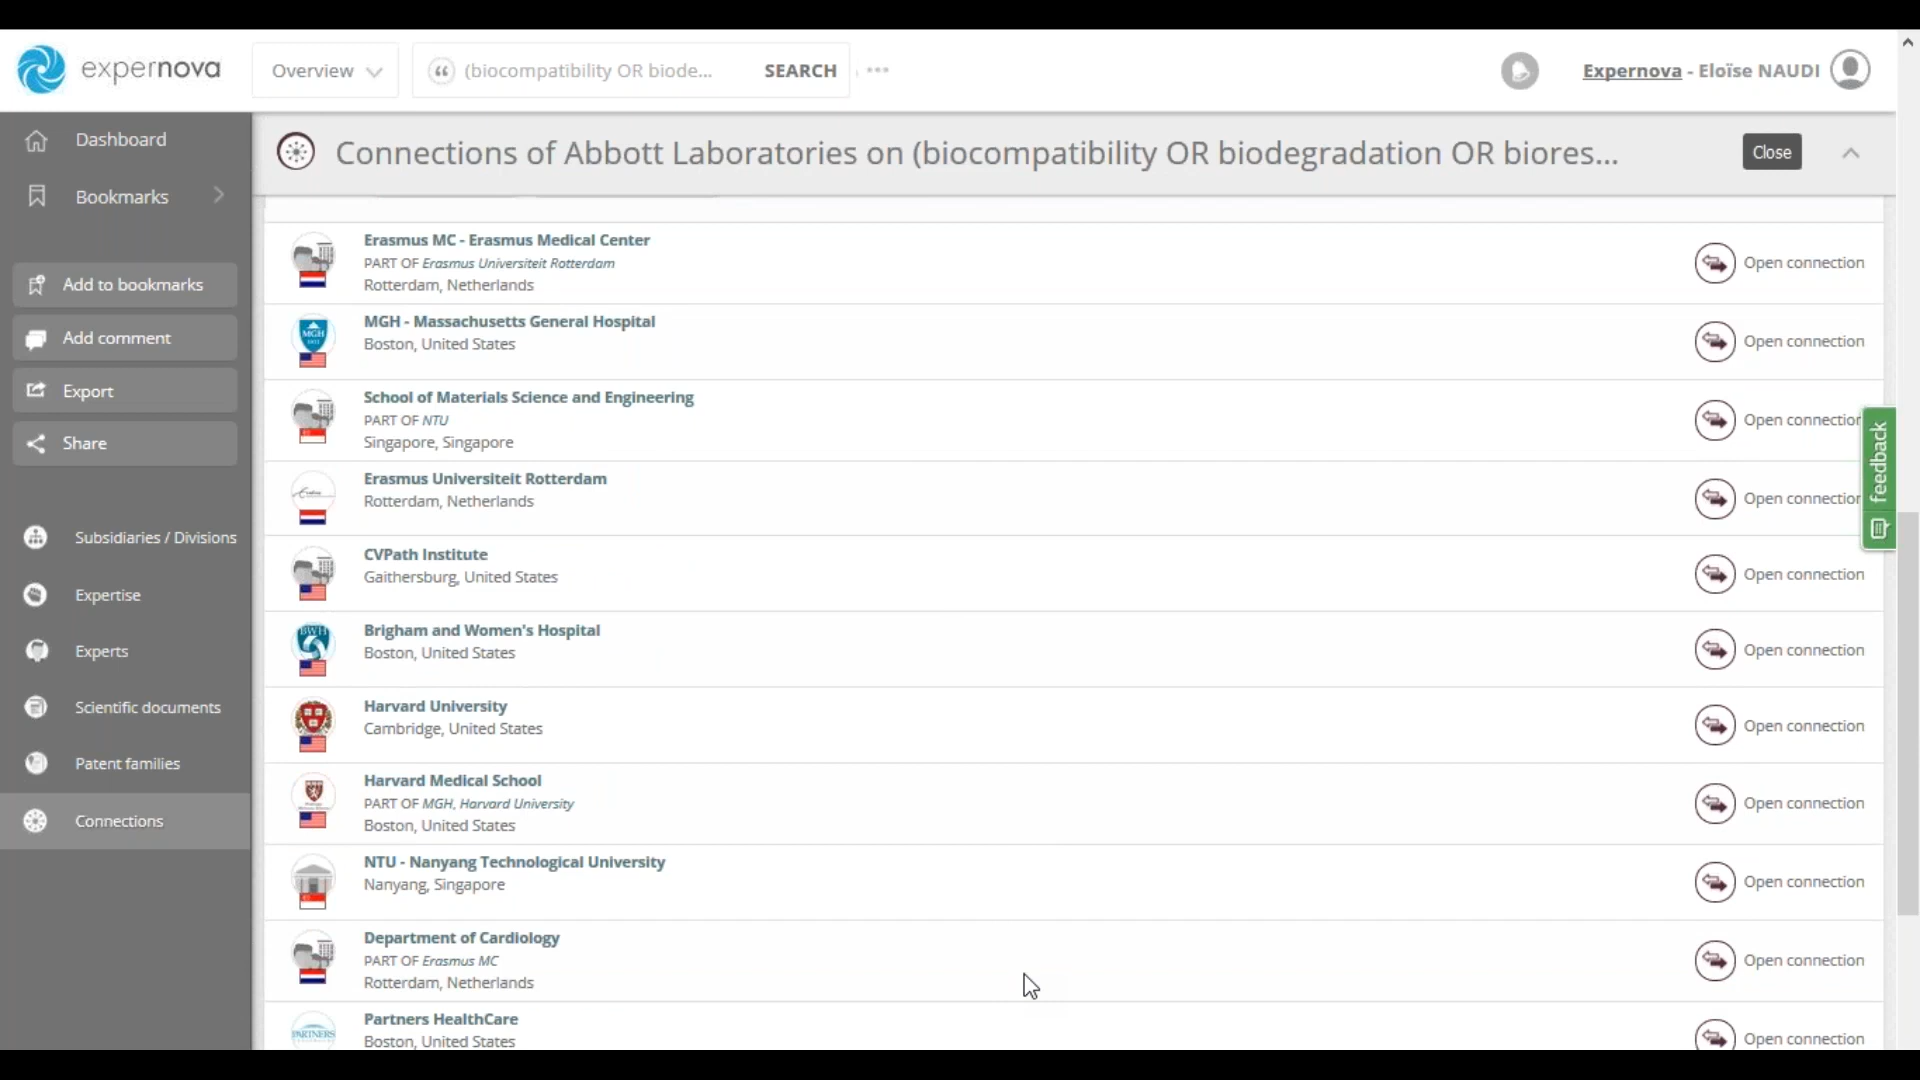 expernova
Overview
(biocompatibility OR biode...
SEARCH
Expernova - Eloïse NAUDI
Dashboard
Bookmarks
Add to bookmarks
Add comment
Export
Share
Subsidiaries / Divisions
Expertise
Experts
Scientific documents
Patent families
Connections
Connections of Abbott Laboratories on (biocompatibility OR biodegradation OR biores...
Close
Erasmus MC - Erasmus Medical Center
PART OF Erasmus Universiteit Rotterdam
Rotterdam, Netherlands
Open connection
MGH
MGH - Massachusetts General Hospital
Boston, United States
Open connection
School of Materials Science and Engineering
PART OF NTU
Singapore, Singapore
Open connection
Erasmus Universiteit Rotterdam
Rotterdam, Netherlands
Open connection
CVPath Institute
Gaithersburg, United States
Open connection
BWH
Brigham and Women's Hospital
Boston, United States
Open connection
Harvard University
Cambridge, United States
Open connection
Harvard Medical School
PART OF MGH, Harvard University
Boston, United States
Open connection
NTU - Nanyang Technological University
Nanyang, Singapore
Open connection
Department of Cardiology
PART OF Erasmus MC
Rotterdam, Netherlands
Open connection
PARTNERS
Partners HealthCare
Boston, United States
Open connection
feedback